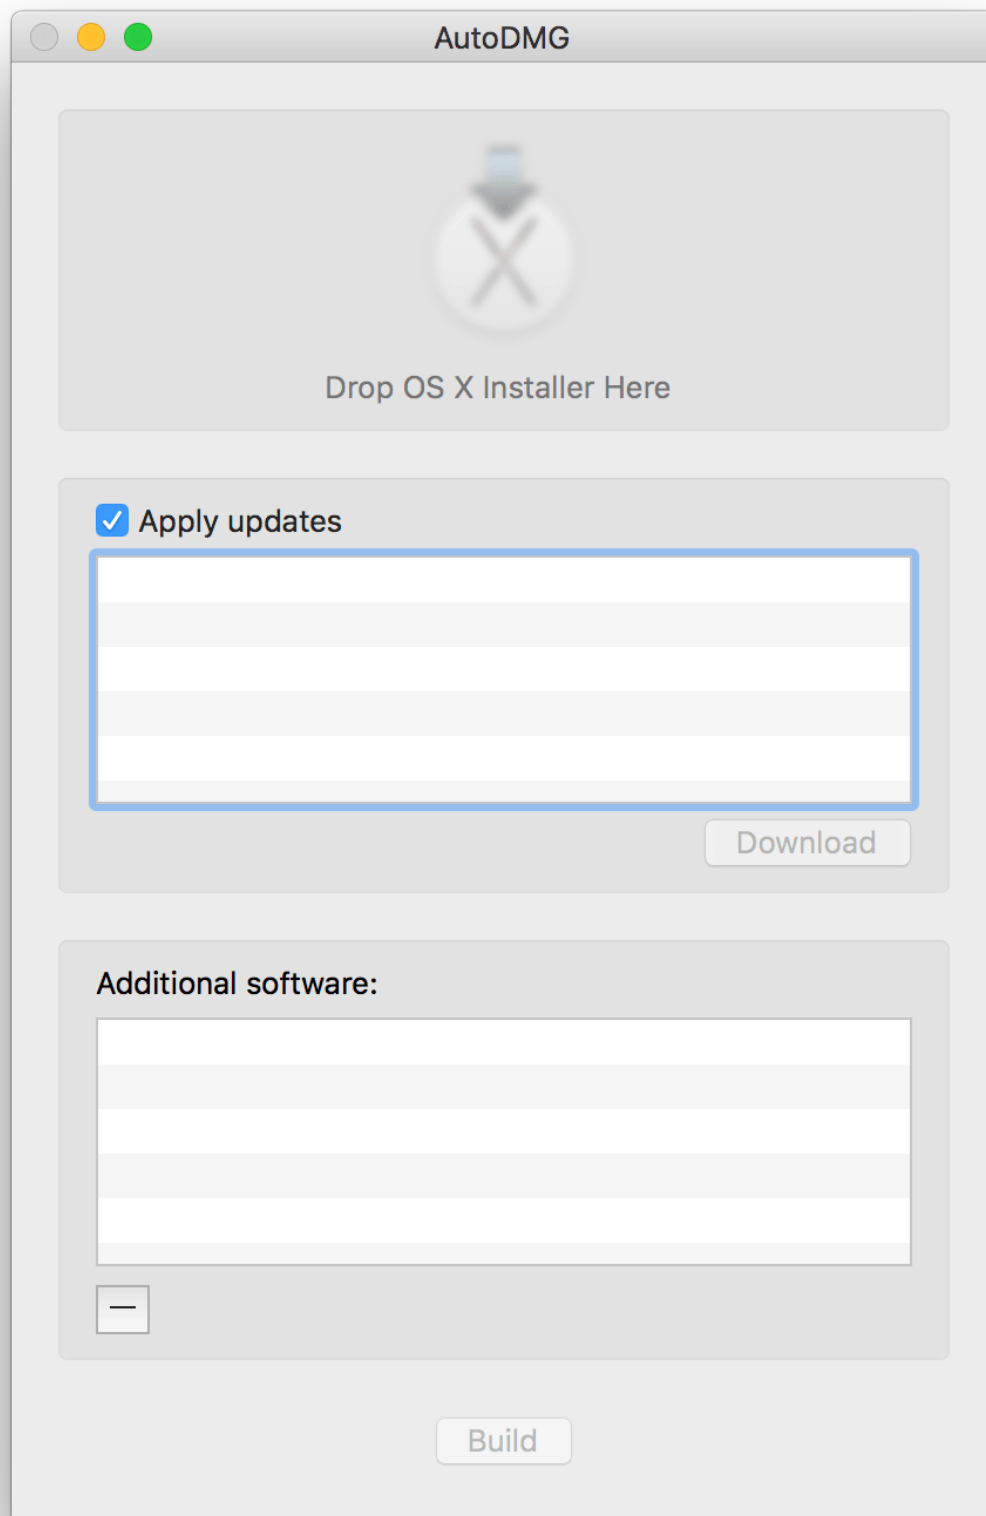 AutoDMG
Drop OS X Installer Here
Apply updates
Download
Additional software:
Build